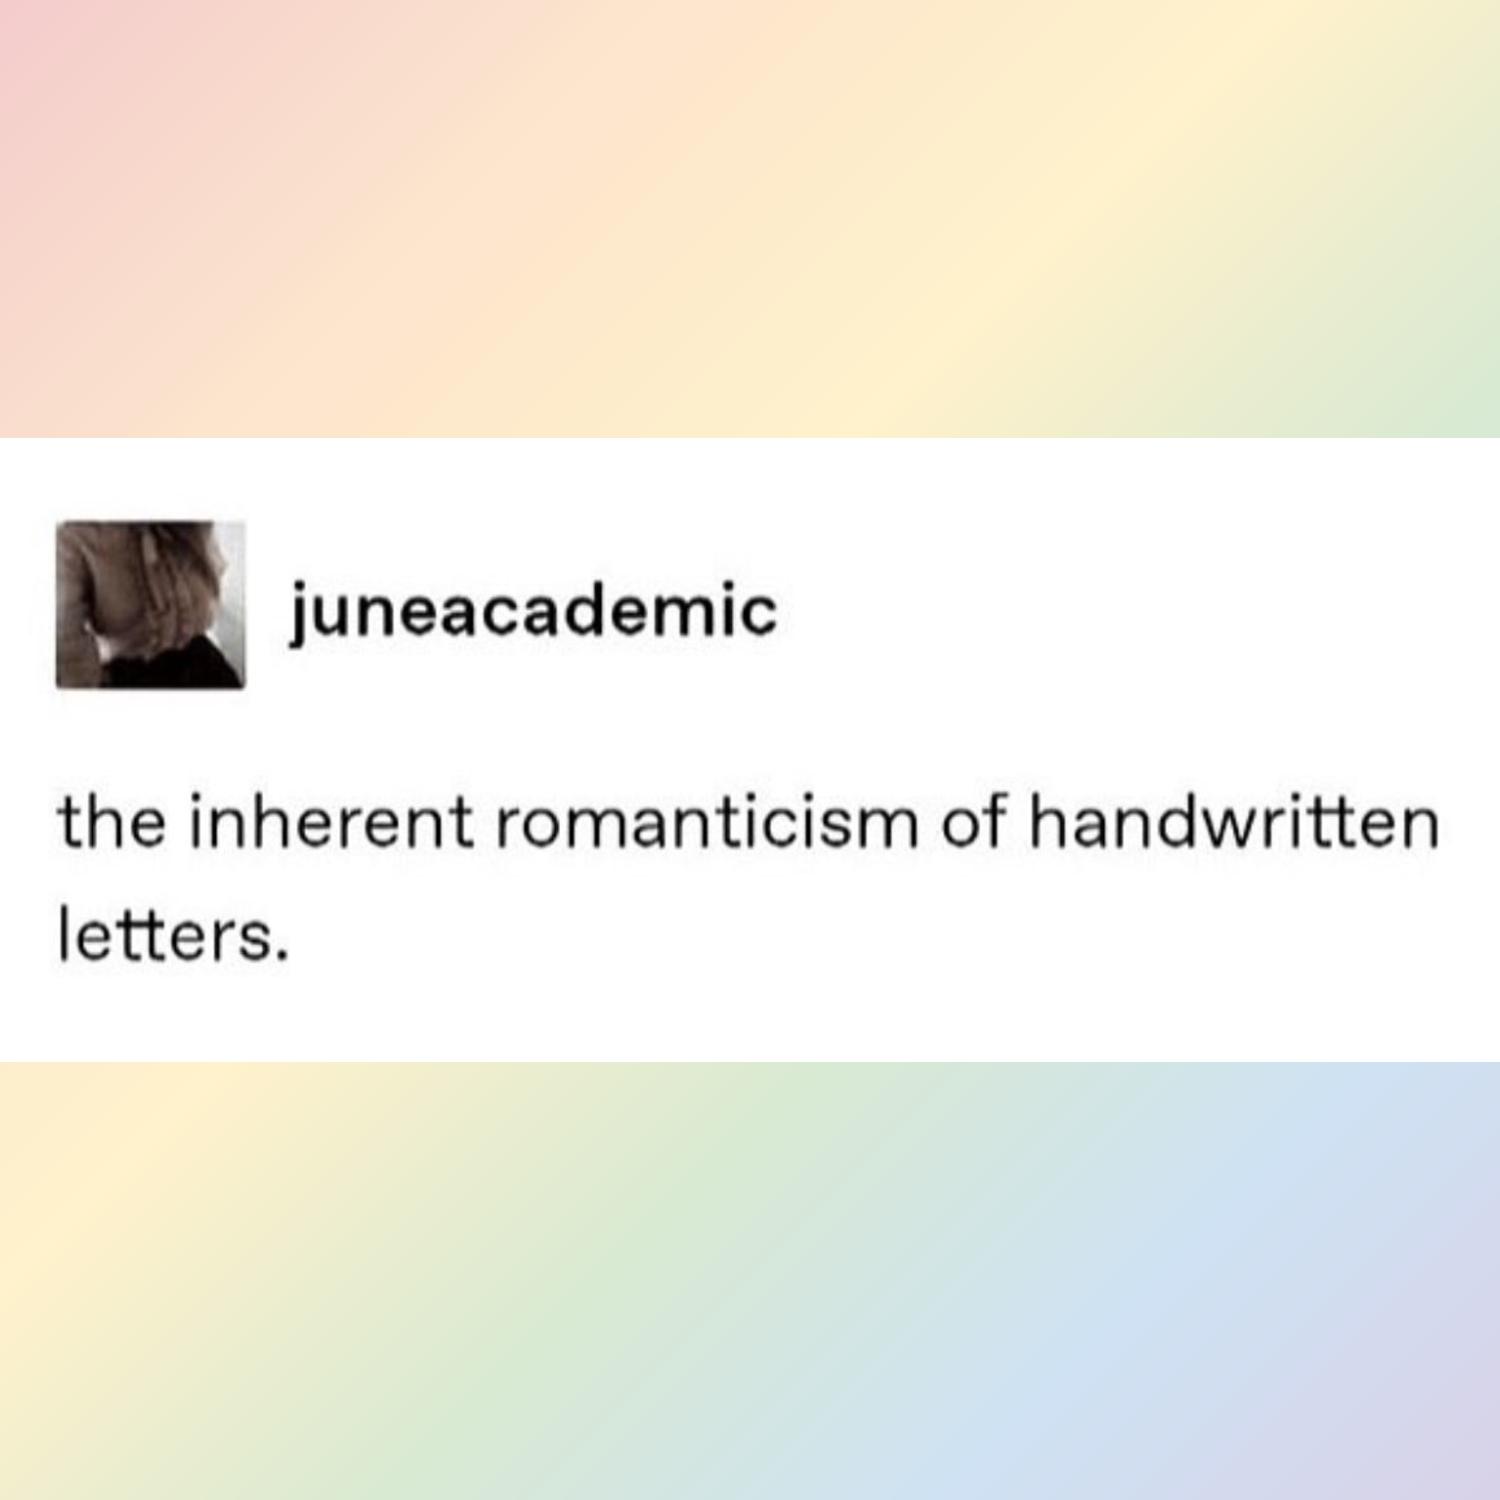 juneacademic
the inherent romanticism of handwritten
letters.